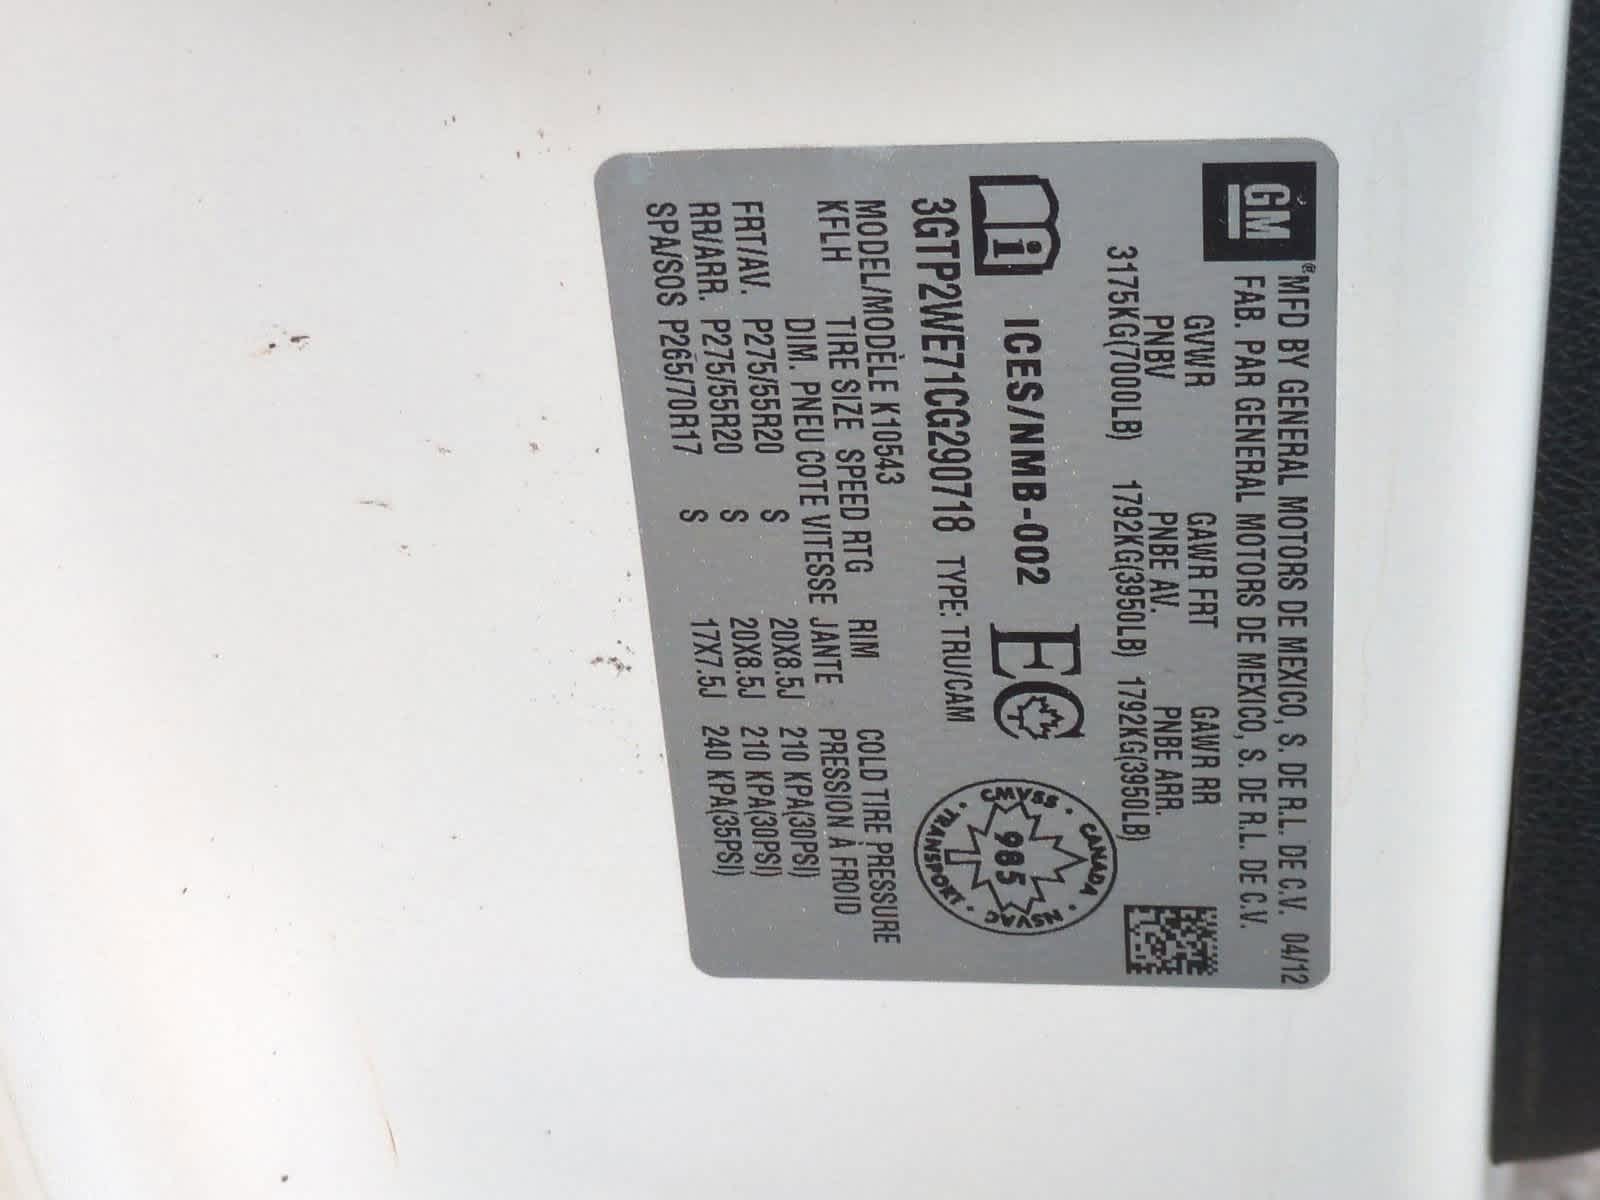 GM
® MFD BY GENERAL MOTORS DE MEXICO, S. DE R.L. DE C.V. 04/12
FAB. PAR GENERAL MOTORS DE MEXICO, S. DE R.L. DE C.V.
GVWR GAWR FRT GAWR RR
PNBV PNBE AV. PNBE ARR.
3175KG(7000LB) 1792KG(3950LB) 1792KG(3950LB)
i ICES/NMB-002 EC
CANADA · NSVAC · TRANSPORT · CMVSS ·
985
3GTP2WE71CG290718 TYPE: TRU/CAM
MODEL/MODÈLE K10543
KFLH TIRE SIZE SPEED RTG RIM COLD TIRE PRESSURE
DIM. PNEU COTE VITESSE JANTE PRESSION À FROID
FRT/AV. P275/55R20 S 20X8.5J 210 KPA(30PSI)
RR/ARR. P275/55R20 S 20X8.5J 210 KPA(30PSI)
SPA/SOS P265/70R17 S 17X7.5J 240 KPA(35PSI)